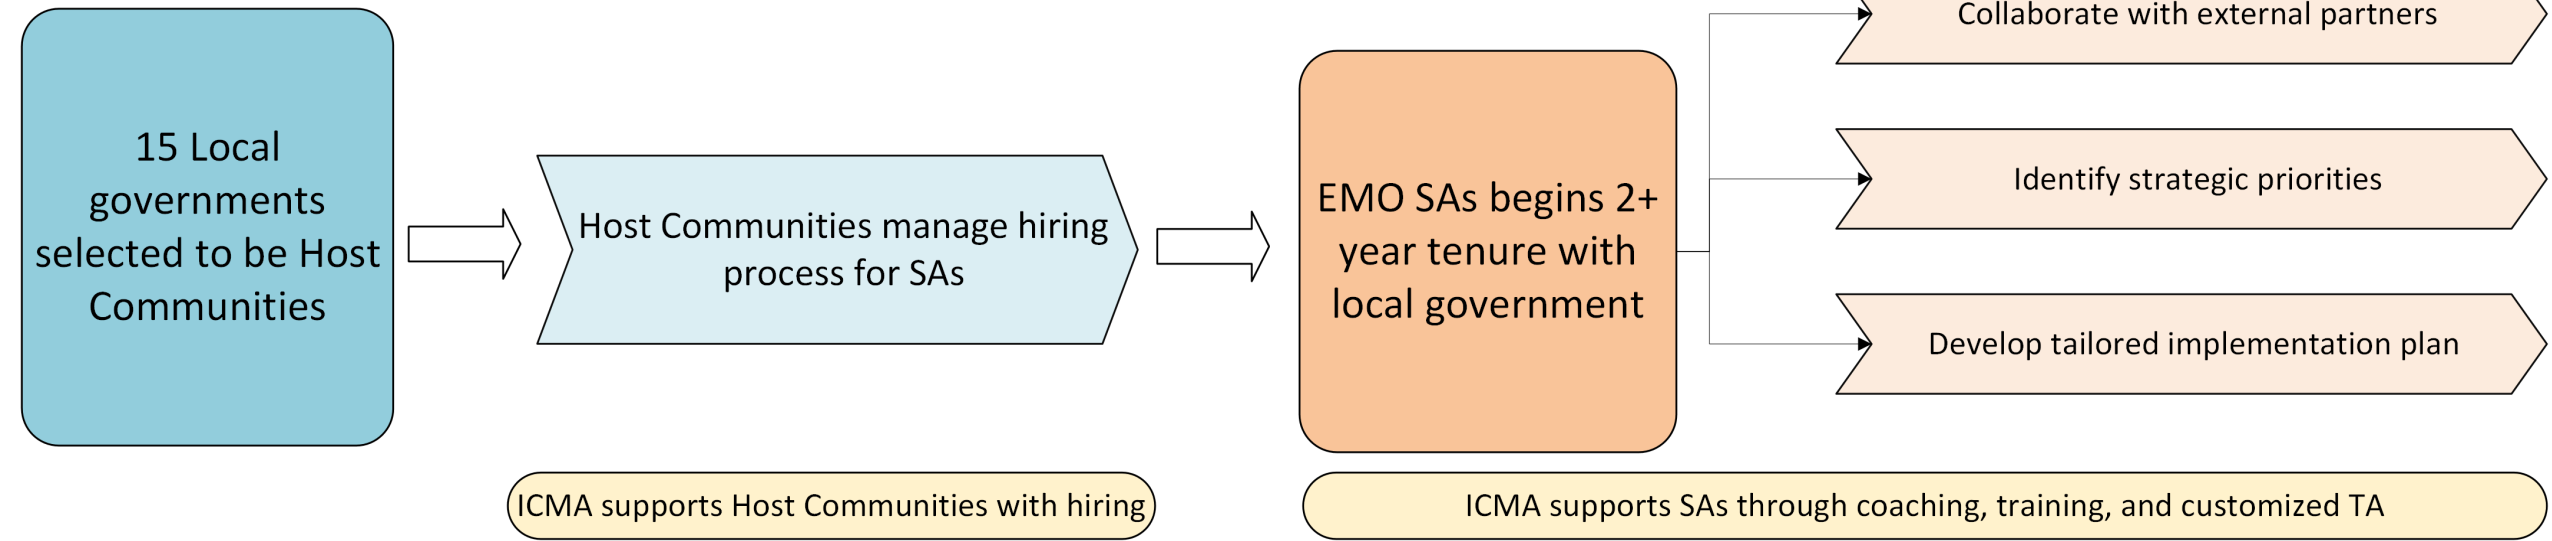 15 Local
governments
selected to be Host
Communities
Host Communities manage hiring
process for SAs
EMO SAs begins 2+
year tenure with
local government
Collaborate with external partners
Identify strategic priorities
Develop tailored implementation plan
ICMA supports Host Communities with hiring
ICMA supports SAs through coaching, training, and customized TA